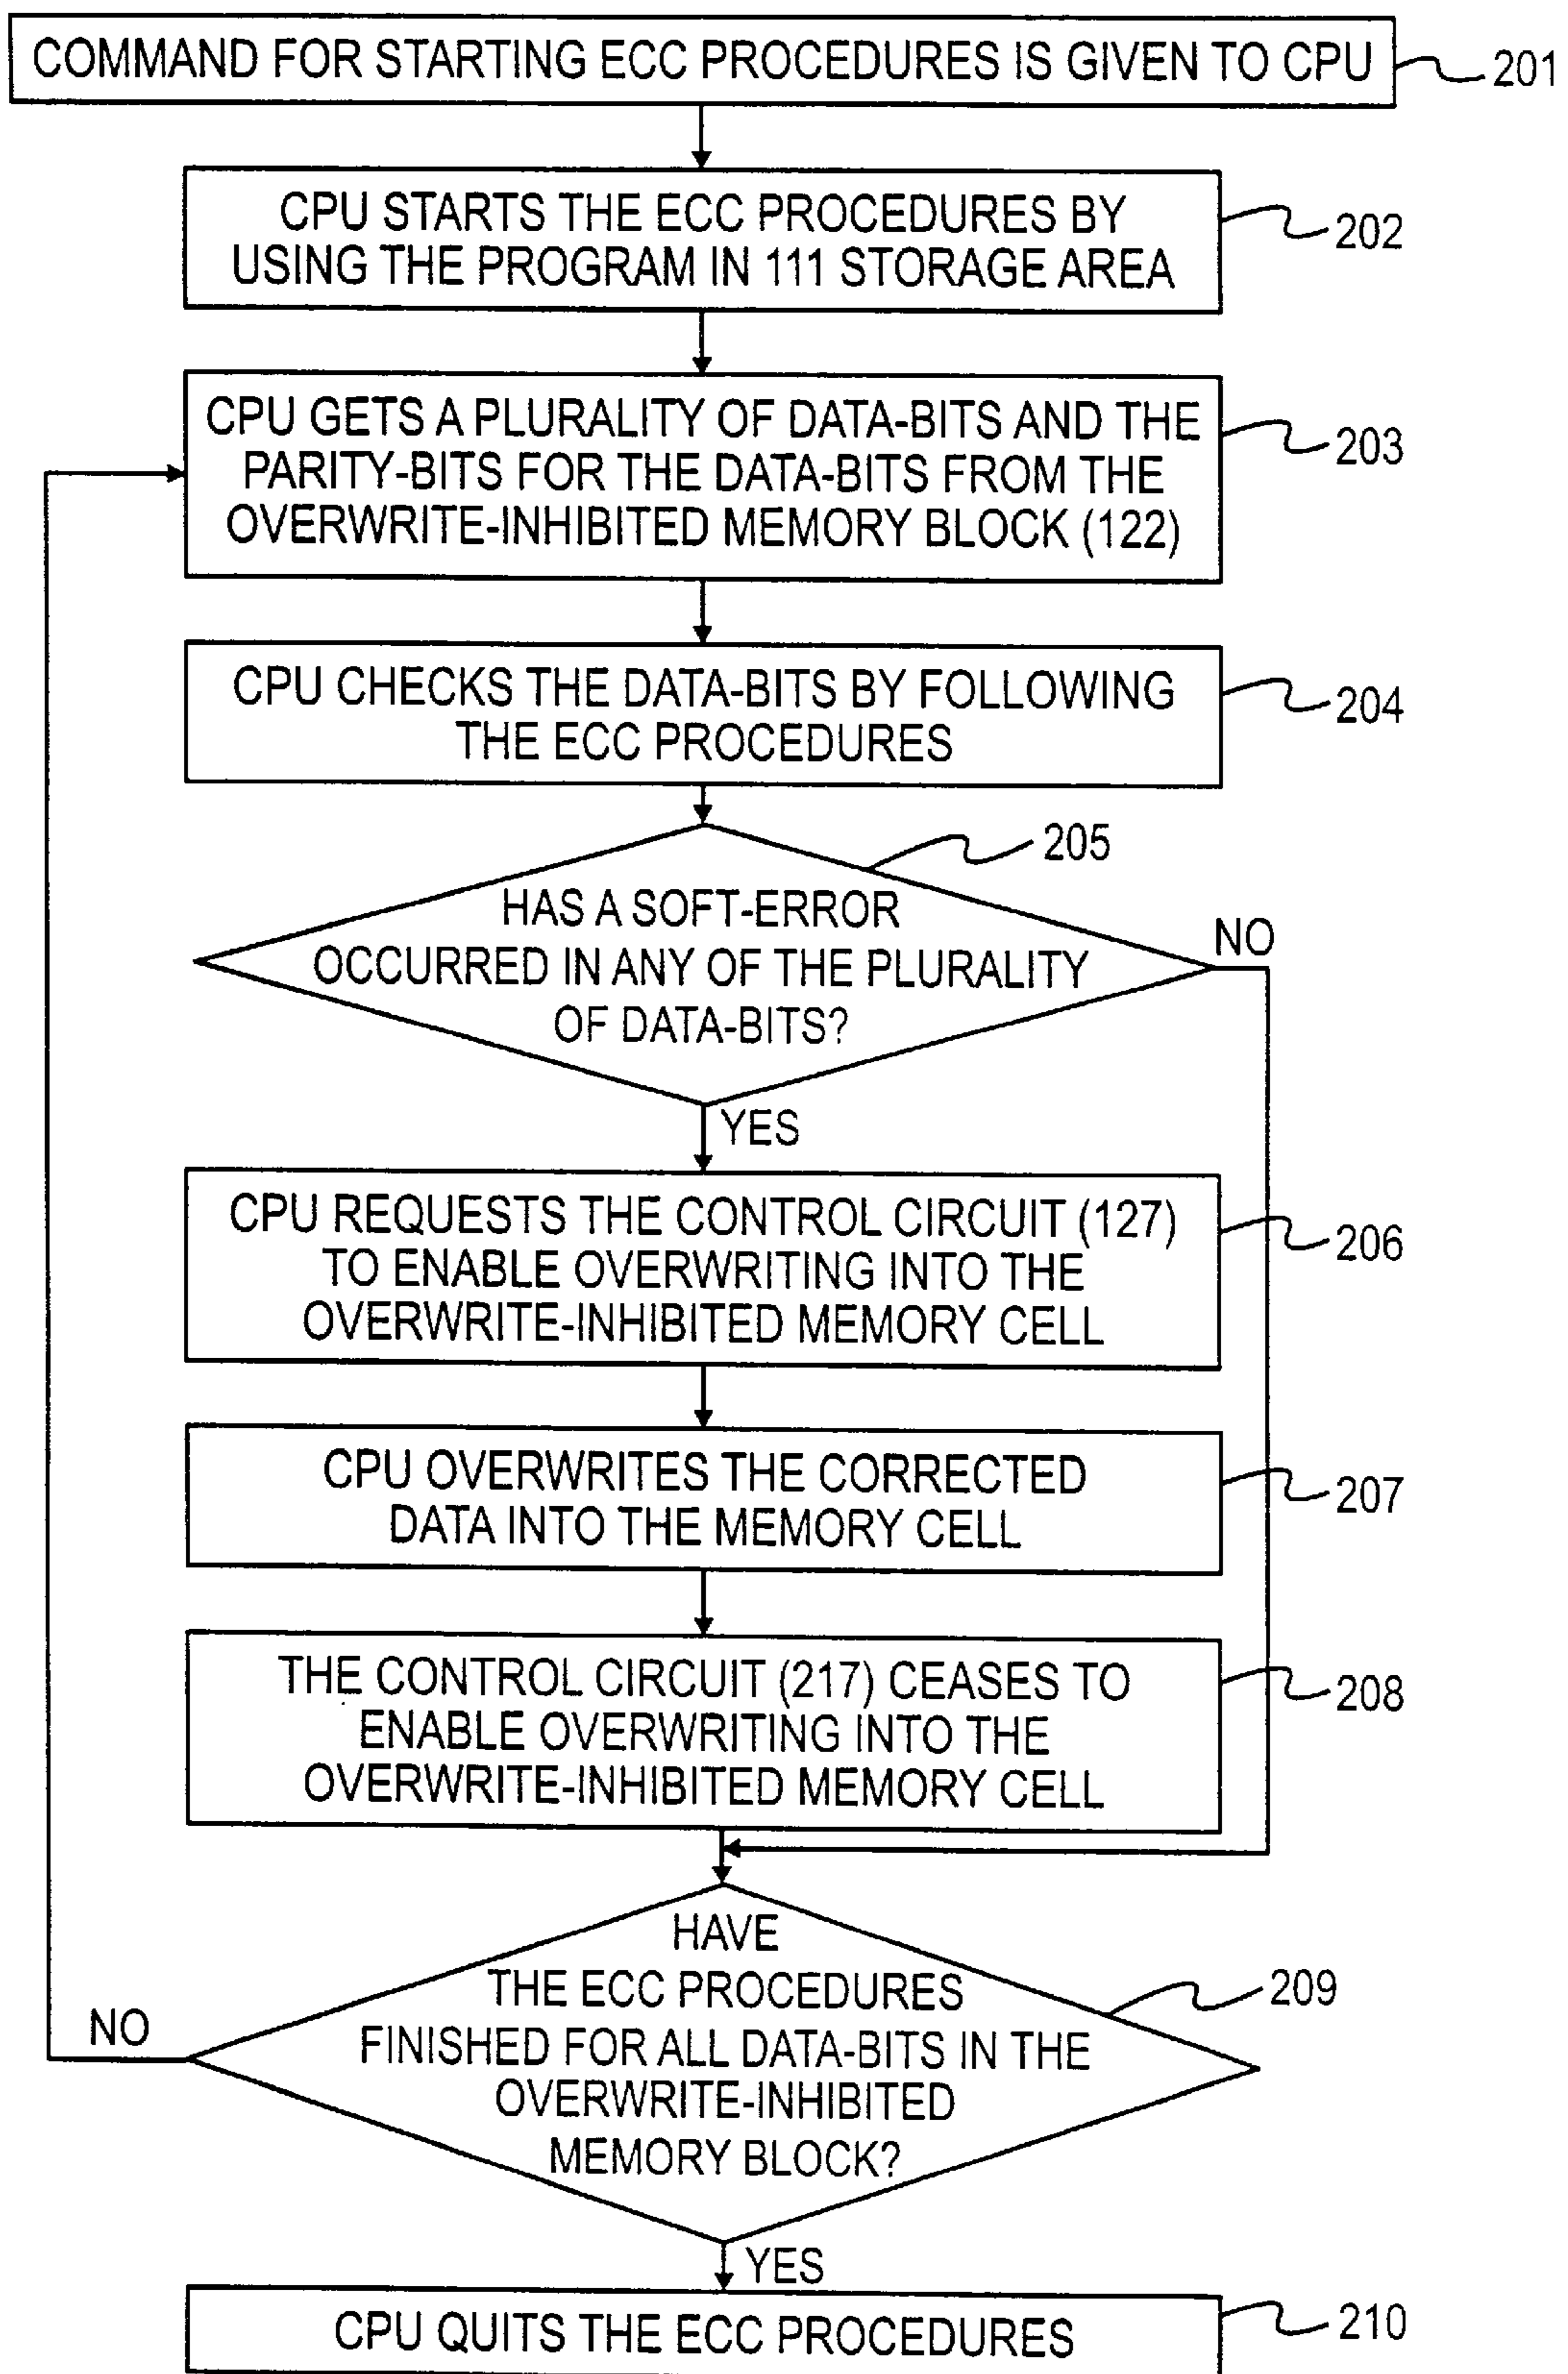 COMMAND FOR STARTING ECC PROCEDURES IS GIVEN TO CPU
201
CPU STARTS THE ECC PROCEDURES BY
USING THE PROGRAM IN 111 STORAGE AREA
202
CPU GETS A PLURALITY OF DATA-BITS AND THE
PARITY-BITS FOR THE DATA-BITS FROM THE
OVERWRITE-INHIBITED MEMORY BLOCK (122)
203
CPU CHECKS THE DATA-BITS BY FOLLOWING
THE ECC PROCEDURES
204
205
HAS A SOFT-ERROR
OCCURRED IN ANY OF THE PLURALITY
OF DATA-BITS?
NO
YES
CPU REQUESTS THE CONTROL CIRCUIT (127)
TO ENABLE OVERWRITING INTO THE
OVERWRITE-INHIBITED MEMORY CELL
206
CPU OVERWRITES THE CORRECTED
DATA INTO THE MEMORY CELL
207
THE CONTROL CIRCUIT (217) CEASES TO
ENABLE OVERWRITING INTO THE
OVERWRITE-INHIBITED MEMORY CELL
208
HAVE
THE ECC PROCEDURES
FINISHED FOR ALL DATA-BITS IN THE
OVERWRITE-INHIBITED
MEMORY BLOCK?
209
NO
YES
CPU QUITS THE ECC PROCEDURES
210